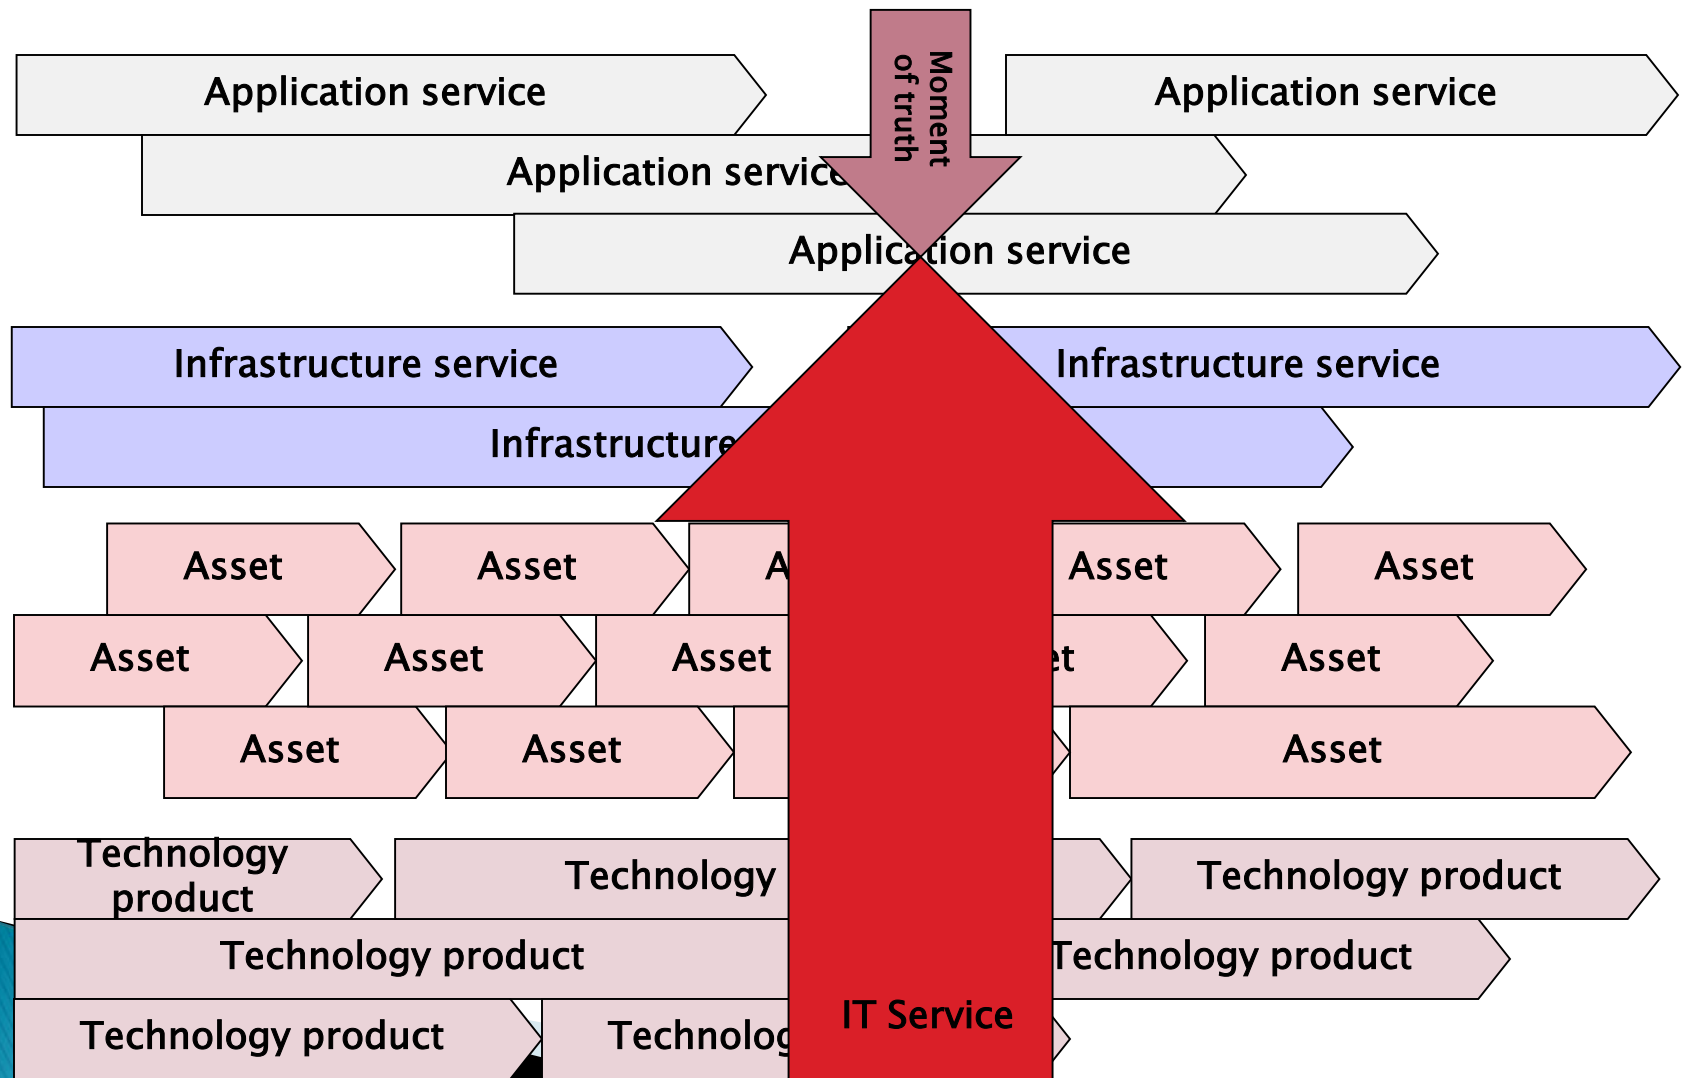 Moment
of truth
Application service
Application service
Application service
Application service
Infrastructure service
Infrastructure service
Infrastructure
Asset
Asset
Asset
Asset
Asset
Asset
Asset
Asset
Asset
Asset
Asset
Technology
product
Technology
Technology product
Technology product
Technology product
Technology product
IT Service